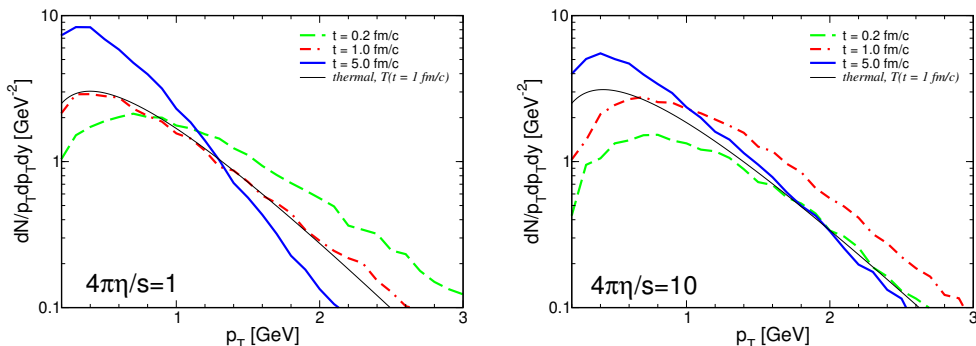 10
1
0.1
dN/p_T dp_T dy [GeV^-2]
t = 0.2 fm/c
t = 1.0 fm/c
t = 5.0 fm/c
thermal, T(t = 1 fm/c)
4πη/s=1
1 2 3
p_T [GeV]
10
1
0.1
dN/p_T dp_T dy [GeV^-2]
t = 0.2 fm/c
t = 1.0 fm/c
t = 5.0 fm/c
thermal, T(t = 1 fm/c)
4πη/s=10
1 2 3
p_T [GeV]